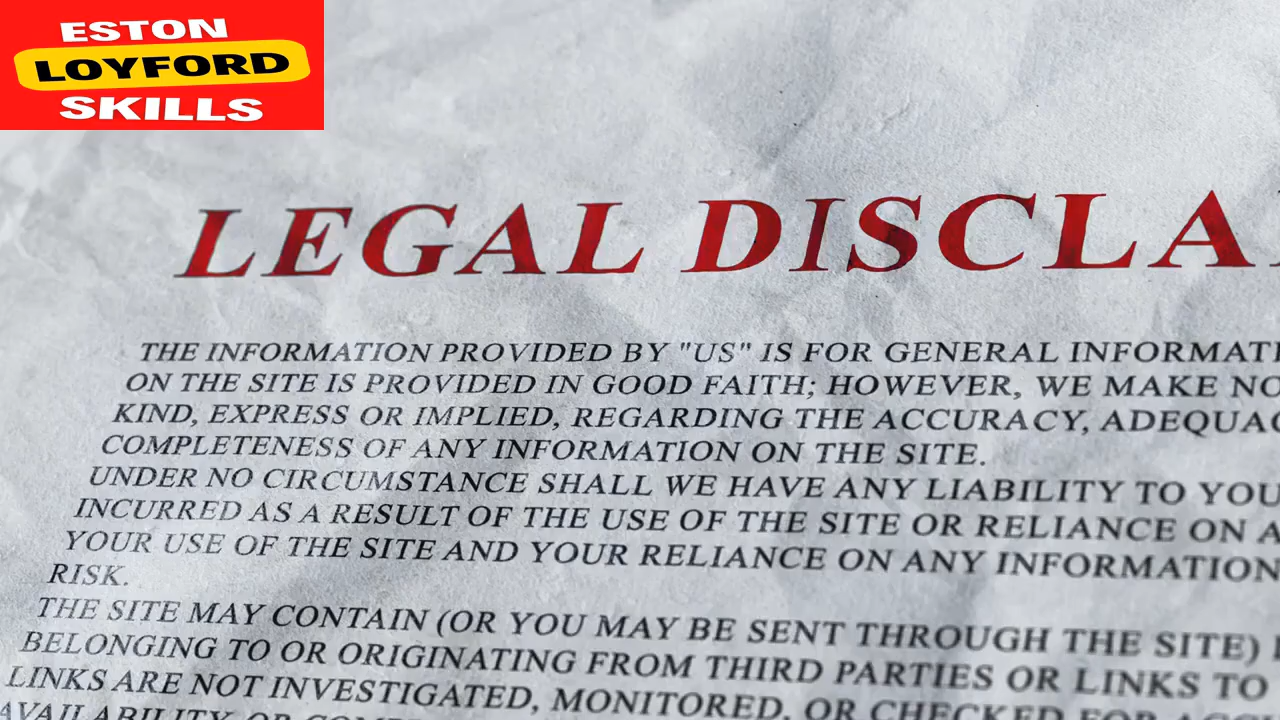 ESTON
LOYFORD
SKILLS
LEGAL DISCLA
THE INFORMATION PROVIDED BY "US" IS FOR GENERAL INFORMATI
ON THE SITE IS PROVIDED IN GOOD FAITH; HOWEVER, WE MAKE NO
KIND, EXPRESS OR IMPLIED, REGARDING THE ACCURACY, ADEQUAC
COMPLETENESS OF ANY INFORMATION ON THE SITE.
UNDER NO CIRCUMSTANCE SHALL WE HAVE ANY LIABILITY TO YOU
INCURRED AS A RESULT OF THE USE OF THE SITE OR RELIANCE ON A
YOUR USE OF THE SITE AND YOUR RELIANCE ON ANY INFORMATION
RISK.
THE SITE MAY CONTAIN (OR YOU MAY BE SENT THROUGH THE SITE)
BELONGING TO OR ORIGINATING FROM THIRD PARTIES OR LINKS TO
LINKS ARE NOT INVESTIGATED, MONITORED, OR CHECKED FOR
AVAILABILITY OR